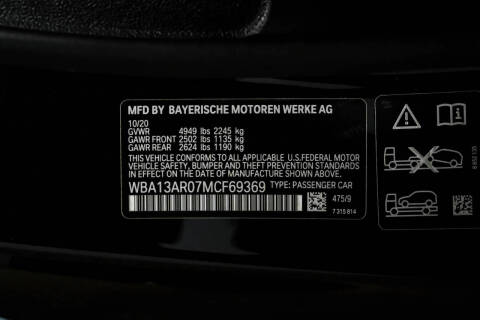 MFD BY BAYERISCHE MOTOREN WERKE AG
10/20
GVWR 4949 lbs 2245 kg
GAWR FRONT 2502 lbs 1135 kg
GAWR REAR 2624 lbs 1190 kg
THIS VEHICLE CONFORMS TO ALL APPLICABLE U.S.FEDERAL MOTOR
VEHICLE SAFETY, BUMPER, AND THEFT PREVENTION STANDARDS
IN EFFECT ON THE DATE OF MANUFACTURE SHOWN ABOVE.
WBA13AR07MCF69369 TYPE: PASSENGER CAR
475/9
7 315 814